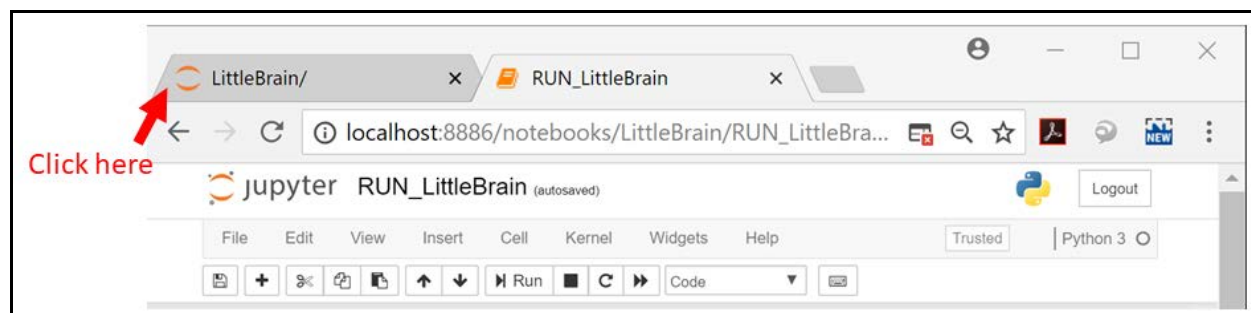 LittleBrain/ RUN_LittleBrain
localhost:8886/notebooks/LittleBrain/RUN_LittleBra... NEW
Click here
jupyter RUN_LittleBrain (autosaved) Logout
File Edit View Insert Cell Kernel Widgets Help Trusted Python 3
Run Code